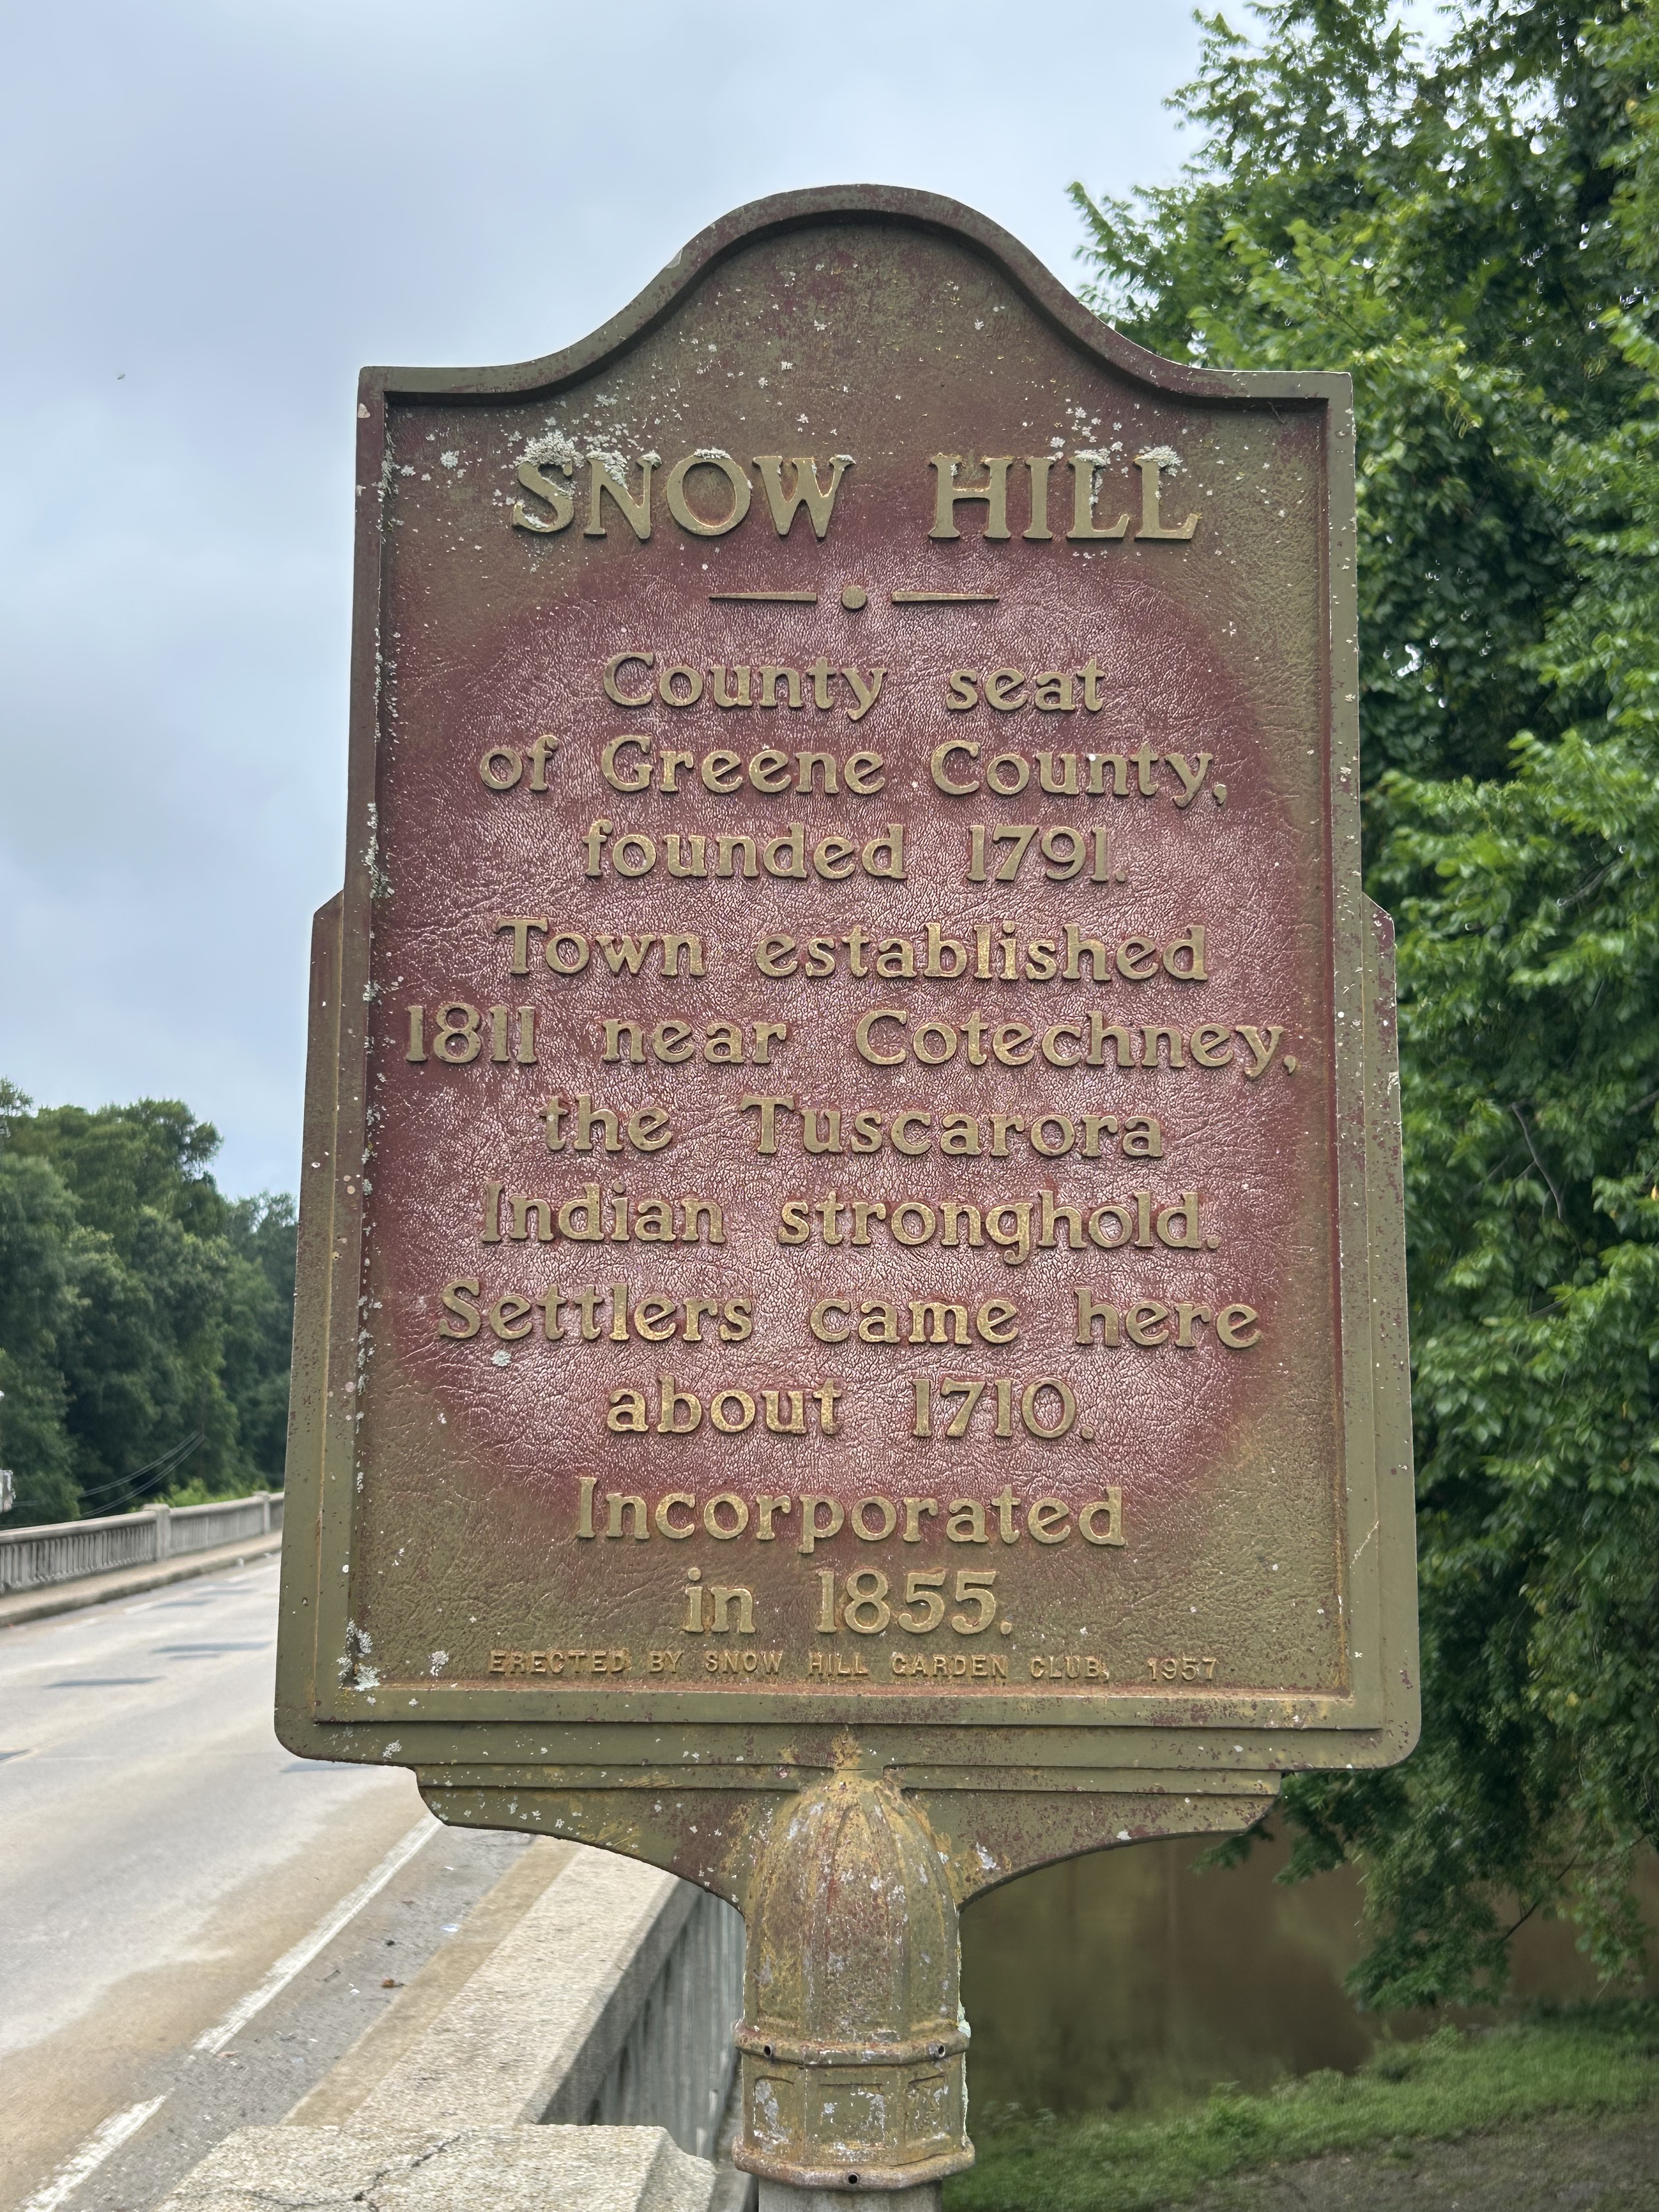 SNOW HILL
County seat
of Greene County,
founded 1791.
Town established
1811 near Cotechney,
the Tuscarora
Indian stronghold.
Settlers came here
about 1710.
Incorporated
in 1855.
ERECTED BY SNOW HILL GARDEN CLUB, 1957